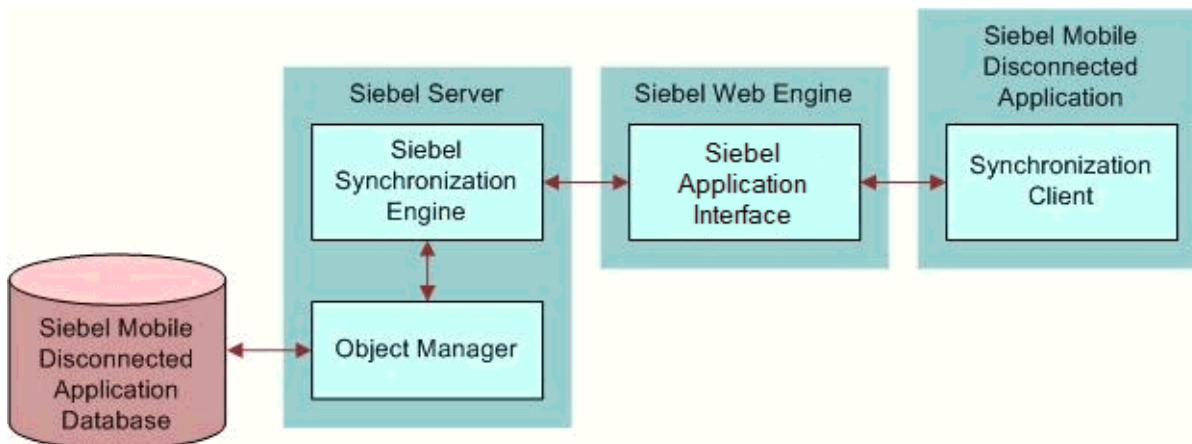 Siebel Server
Siebel
Synchronization
Engine
Object Manager
Siebel Mobile
Disconnected
Application
Database
Siebel Web Engine
Siebel
Application
Interface
Siebel Mobile
Disconnected
Application
Synchronization
Client